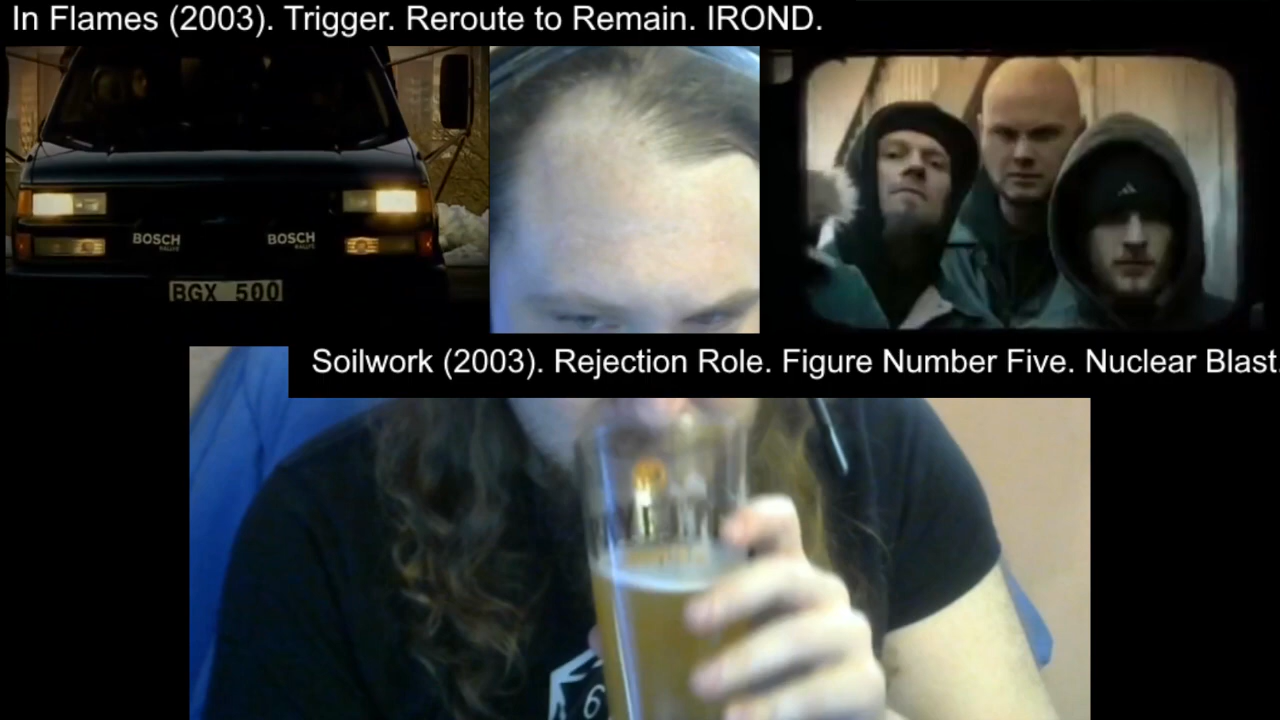 In Flames (2003). Trigger. Reroute to Remain. IROND.
BOSCH BOSCH
BGX 500
Soilwork (2003). Rejection Role. Figure Number Five. Nuclear Blast.
6